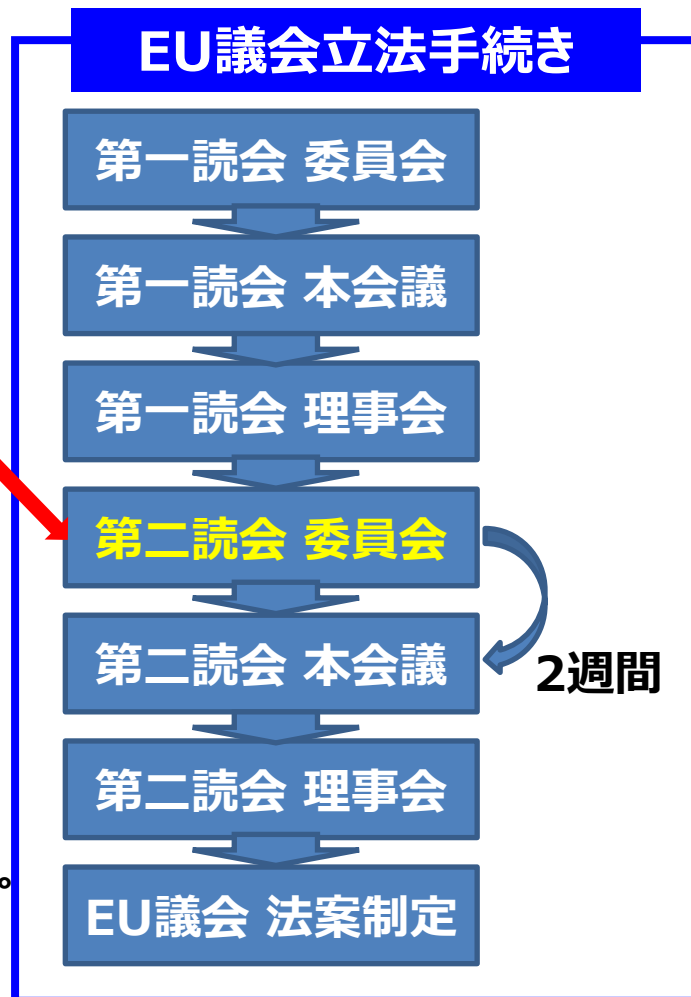 EU議会立法手続き
第一読会 委員会
第一読会 本会議
第一読会 理事会
第二読会 委員会
第二読会 本会議
2週間
第二読会 理事会
。
EU議会 法案制定